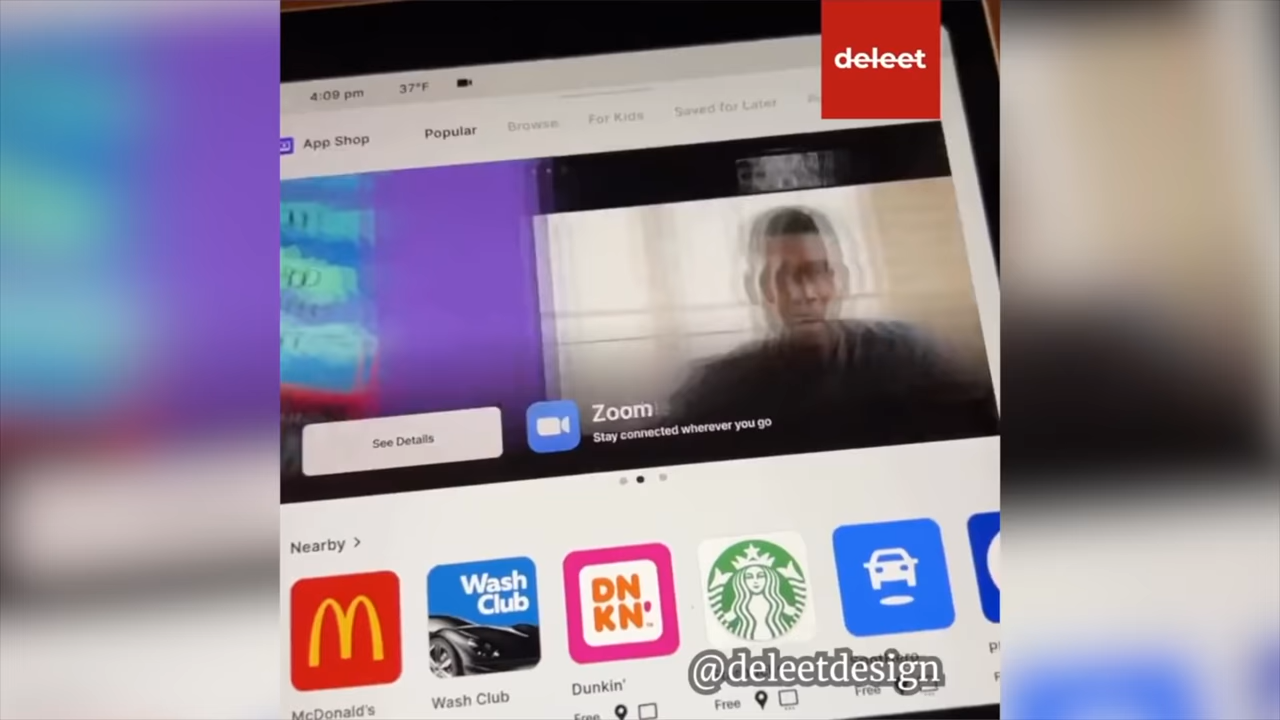 deleet
4:09 pm 37°F
App Shop Popular Browse For Kids Saved for Later
See Details
Zoom
Stay connected wherever you go
Nearby >
Wash
Club
DN
KN'
McDonald's
Wash Club
Dunkin'
Free
Free
Free
@deleetdesign